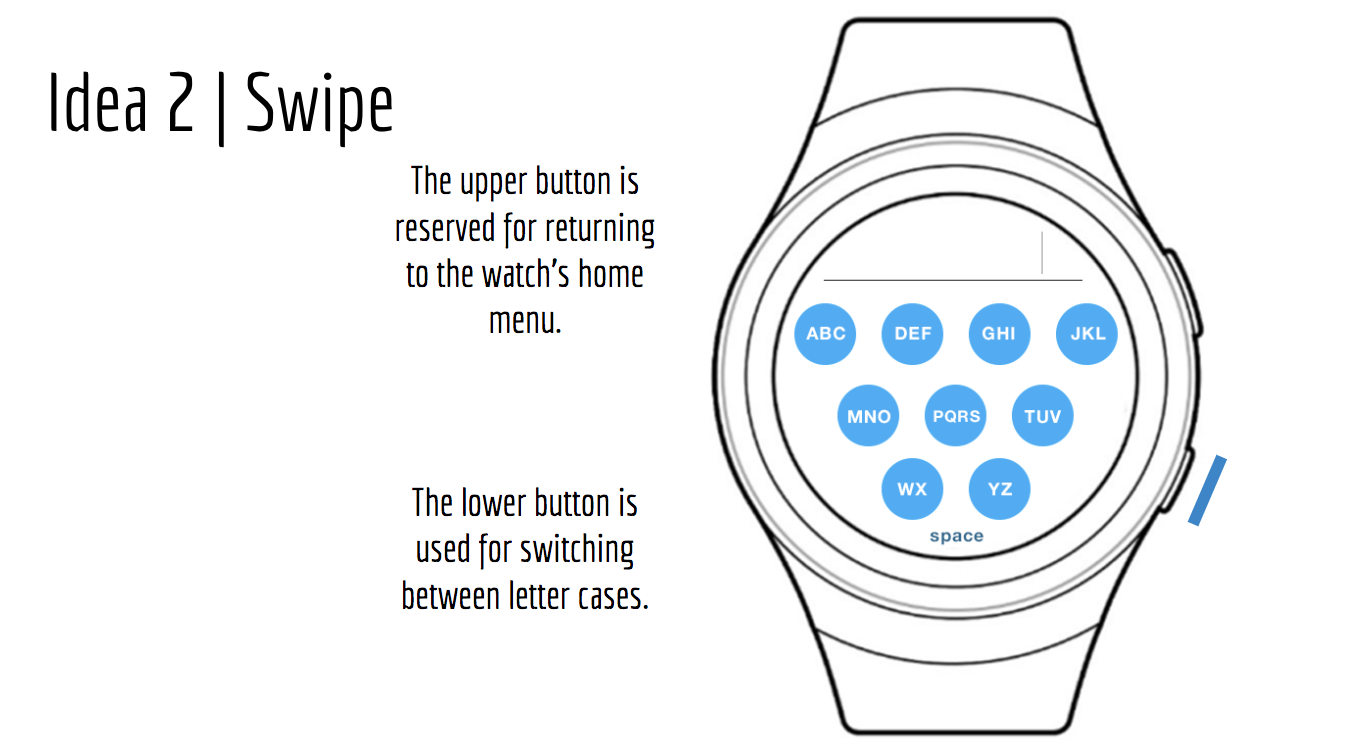 Idea 2 | Swipe
The upper button is
reserved for returning
to the watch's home
menu.
The lower button is
used for switching
between letter cases.
ABC DEF GHI JKL
MNO PQRS TUV
WX YZ
space